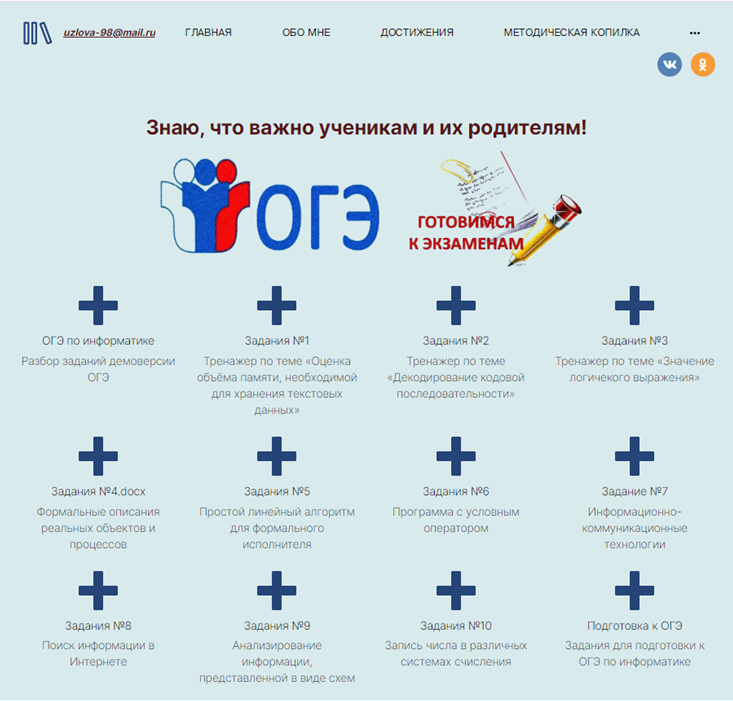 uzlova-98@mail.ru ГЛАВНАЯ ОБО МНЕ ДОСТИЖЕНИЯ МЕТОДИЧЕСКАЯ КОПИЛКА ...
Знаю, что важно ученикам и их родителям!
ОГЭ
ГОТОВИМСЯ
К ЭКЗАМЕНАМ
ОГЭ по информатике
Разбор заданий демоверсии
ОГЭ
Задания №1
Тренажер по теме «Оценка
объёма памяти, необходимой
для хранения текстовых
данных»
Задания №2
Тренажер по теме
«Декодирование кодовой
последовательности»
Задания №3
Тренажер по теме «Значение
логичекого выражения»
Задания №4.docx
Формальные описания
реальных объектов и
процессов
Задания №5
Простой линейный алгоритм
для формального
исполнителя
Задания №6
Программа с условным
оператором
Задание №7
Информационно-
коммуникационные
технологии
Задания №8
Поиск информации в
Интернете
Задания №9
Анализирование
информации,
представленной в виде схем
Задания №10
Запись числа в различных
системах счисления
Подготовка к ОГЭ
Задания для подготовки к
ОГЭ по информатике